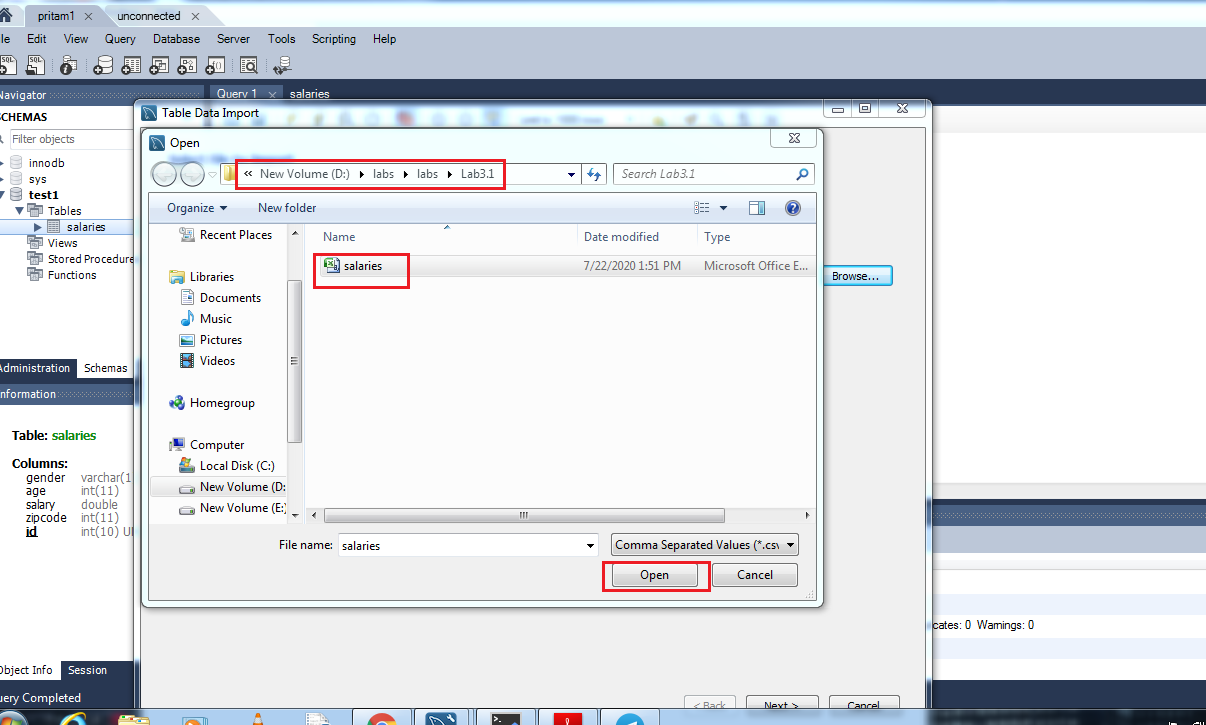 pritam1 unconnected
Edit View Query Database Server Tools Scripting Help
Navigator Query 1 salaries
SCHEMAS
Table Data Import
Filter objects
Open
innodb
sys
test1
Tables
salaries
Views
Stored Procedure
Functions
« New Volume (D:) labs labs Lab3.1 Search Lab3.1
Organize New folder
Recent Places
Libraries
Documents
Music
Pictures
Videos
Homegroup
Computer
Local Disk (C:)
New Volume (D:
New Volume (E:
Name Date modified Type
salaries 7/22/2020 1:51 PM Microsoft Office E...
Browse...
File name: salaries Comma Separated Values (*.csv
Open Cancel
Administration Schemas
Information
Table: salaries
Columns:
gender varchar(1
age int(11)
salary double
zipcode int(11)
id int(10) U
cates: 0 Warnings: 0
Object Info Session
< Back Next > Cancel
uery Completed